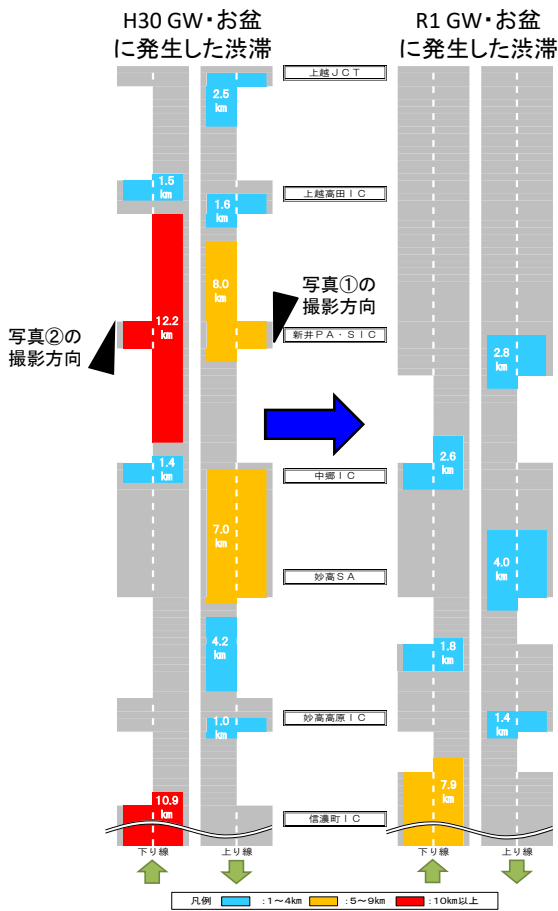 H30 GW・お盆
に発生した渋滞
R1 GW・お盆
に発生した渋滞
上越JCT
2.5
km
1.5
km
上越高田IC
1.6
km
8.0
km
写真①の
撮影方向
写真②の
撮影方向
12.2
km
新井PA・SIC
2.8
km
1.4
km
中郷IC
2.6
km
7.0
km
4.0
km
妙高SA
4.2
km
1.8
km
妙高高原IC
1.0
km
1.4
km
10.9
km
7.9
km
信濃町IC
下り線
上り線
下り線
上り線
凡例
:1～4km
:5～9km
:10km以上